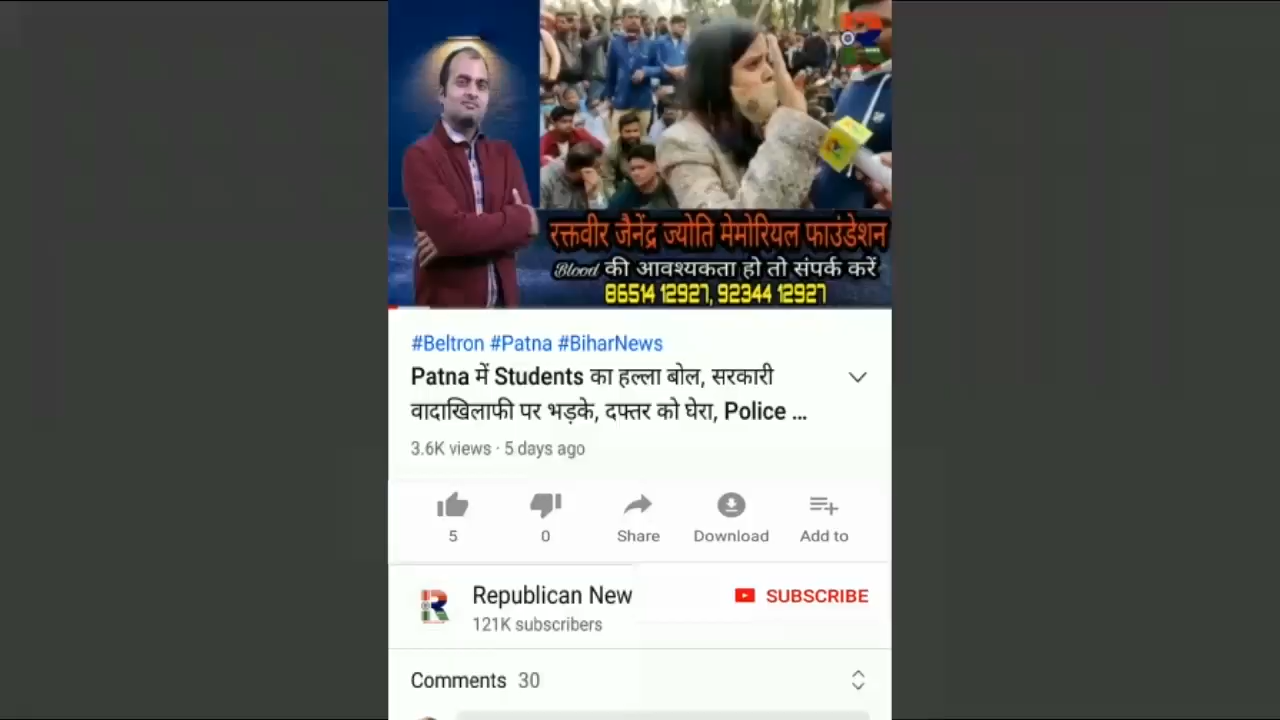 रक्तवीर जैनेंद्र ज्योति मेमोरियल फाउंडेशन
Blood की आवश्यकता हो तो संपर्क करें
86514 12927, 92344 12927
#Beltron #Patna #BiharNews
Patna में Students का हल्ला बोल, सरकारी
वादाखिलाफी पर भड़के, दफ्तर को घेरा, Police ...
3.6K views · 5 days ago
5 0 Share Download Add to
Republican New SUBSCRIBE
121K subscribers
Comments 30